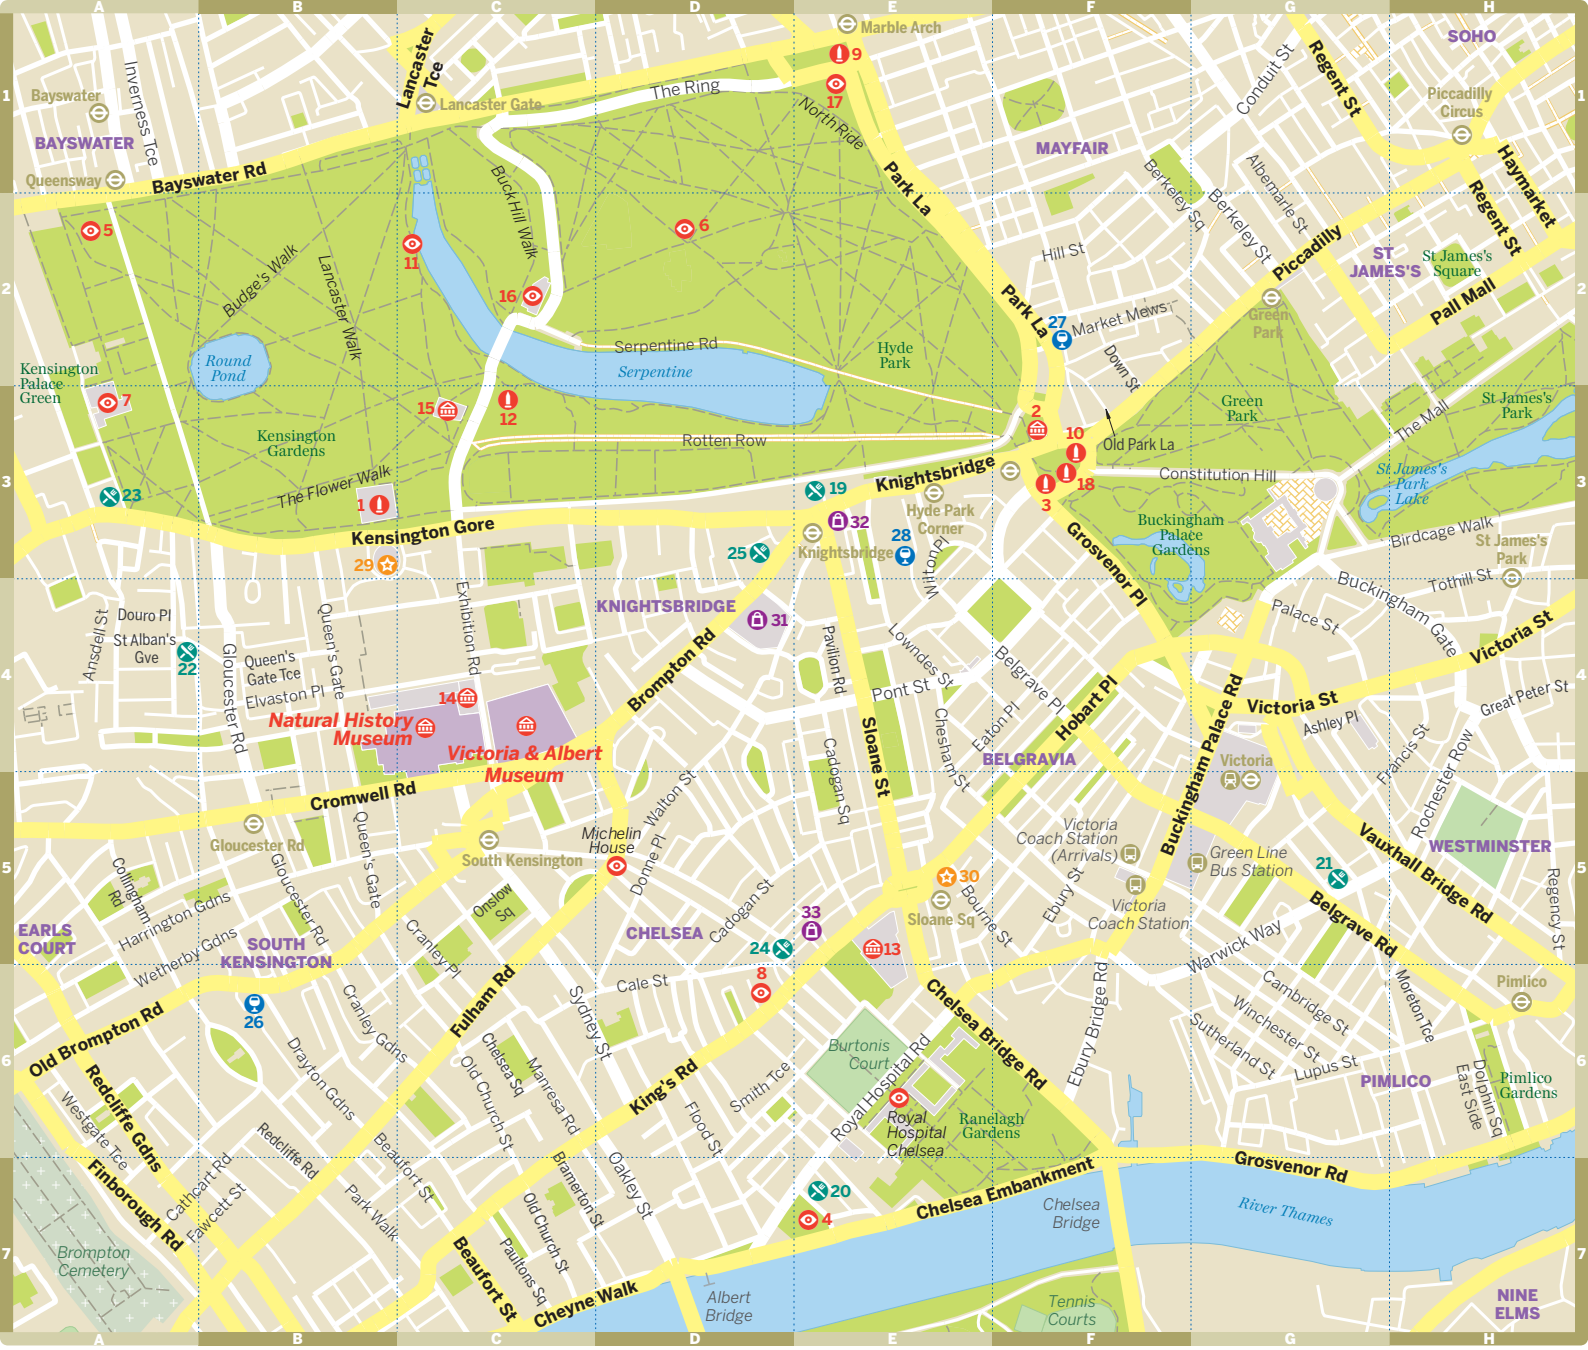 A B C D E F G H
1
2
3
4
5
6
7
1
2
3
4
5
6
7
A B C D E F G H
Marble Arch
9
17
SOHO
Lancaster
Tce
Lancaster Gate
The Ring
North Ride
Conduit St
Regent St
Piccadilly
Circus
Bayswater
Inverness Tce
BAYSWATER
Queensway
Bayswater Rd
Buck Hill Walk
Park La
MAYFAIR
Berkeley Sq
Albemarle St
Berkeley St
Haymarket
Regent St
5
11
6
16
Budge's Walk
Lancaster Walk
Hill St
Piccadilly
ST
JAMES'S
St James's
Square
Pall Mall
Park La
27
Market Mews
Down St
Green
Park
Serpentine Rd
Serpentine
Hyde
Park
Round
Pond
Kensington
Palace
Green
7
15
12
Kensington
Gardens
Rotten Row
2
10
18
3
Old Park La
Green
Park
The Mall
St James's
Park
Constitution Hill
St James's
Park
Lake
The Flower Walk
23
1
Kensington Gore
19
Knightsbridge
32
Hyde Park
Corner
28
Knightsbridge
Wilton Pl
25
29
Grosvenor Pl
Buckingham
Palace
Gardens
Birdcage Walk
St James's
Park
Tothill St
Buckingham Gate
Palace St
Victoria St
Ansdell St
Douro Pl
St Alban's
Gve
22
Gloucester Rd
Queen's
Gate Tce
Elvaston Pl
Queen's Gate
Exhibition Rd
KNIGHTSBRIDGE
31
Brompton Rd
Pavilion Rd
Lowndes St
Pont St
Belgrave Pl
Hobart Pl
Eaton Pl
Chesham St
Sloane St
Cadogan Sq
BELGRAVIA
Buckingham Palace Rd
Victoria St
Ashley Pl
Great Peter St
Francis St
Rochester Row
Victoria
14
Natural History
Museum
Victoria & Albert
Museum
Cromwell Rd
Gloucester Rd
Queen's Gate
South Kensington
Michelin
House
Walton St
Donne Pl
Victoria
Coach Station
(Arrivals)
Green Line
Bus Station
Victoria
Coach Station
21
Vauxhall Bridge Rd
WESTMINSTER
Regency St
Belgrave Rd
Collingham
Rd
Harrington Gdns
Gloucester Rd
Wetherby Gdns
EARLS
COURT
SOUTH
KENSINGTON
Onslow
Sq
Cranley Pl
CHELSEA
Cadogan St
33
24
13
30
Sloane Sq
Bourne St
Ebury St
Warwick Way
8
Cale St
Fulham Rd
Sydney St
26
Old Brompton Rd
Cranley Gdns
Drayton Gdns
Chelsea Sq
Old Church St
Manresa Rd
King's Rd
Smith Tce
Flood St
Burtonis
Court
Royal Hospital Rd
Royal
Hospital
Chelsea
Ranelagh
Gardens
Chelsea Bridge Rd
Ebury Bridge Rd
Cambridge St
Winchester St
Sutherland St
Lupus St
Moreton Tce
Pimlico
PIMLICO
Dolphin Sq
East Side
Pimlico
Gardens
Redcliffe Gdns
Westgate Tce
Finborough Rd
Redcliffe Rd
Cathcart Rd
Fawcett St
Beaufort St
Park Walk
Bramerton St
Oakley St
Old Church St
Paultons Sq
Beaufort St
Cheyne Walk
20
4
Chelsea Embankment
Chelsea
Bridge
Grosvenor Rd
River Thames
Brompton
Cemetery
Albert
Bridge
Tennis
Courts
NINE
ELMS